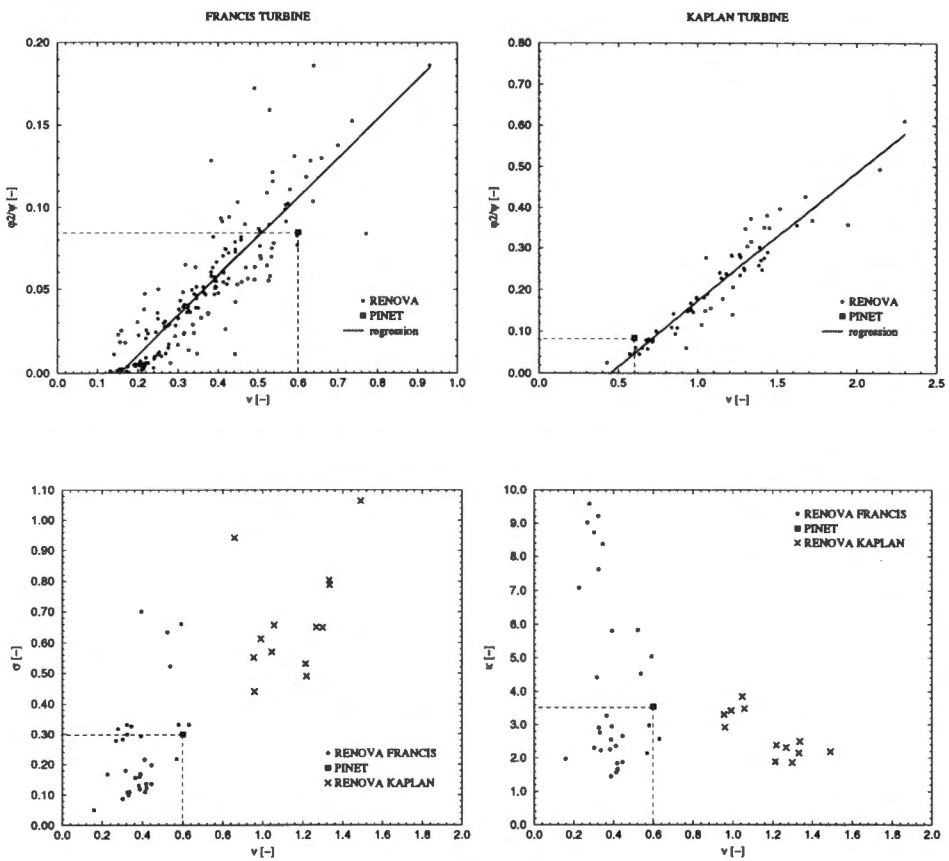 FRANCIS TURBINE
0.20
0.15
0.10
0.05
0.00
φ2/ψ [–]
RENOVA
PINET
regression
0.0 0.1 0.2 0.3 0.4 0.5 0.6 0.7 0.8 0.9 1.0
ν [–]
KAPLAN TURBINE
0.80
0.60
0.40
0.30
0.20
0.10
0.00
φ2/ψ [–]
RENOVA
PINET
regression
0.0 0.5 1.0 1.5 2.0 2.5
ν [–]
1.10
1.00
0.90
0.80
0.70
0.60
0.50
0.40
0.30
0.20
0.10
0.00
σ [–]
RENOVA FRANCIS
PINET
RENOVA KAPLAN
0.0 0.2 0.4 0.6 0.8 1.0 1.2 1.4 1.6 1.8 2.0
ν [–]
10.0
9.0
8.0
7.0
6.0
5.0
4.0
3.0
2.0
1.0
0.0
[–]
RENOVA FRANCIS
PINET
RENOVA KAPLAN
0.0 0.2 0.4 0.6 0.8 1.0 1.2 1.4 1.6 1.8 2.0
ν [–]